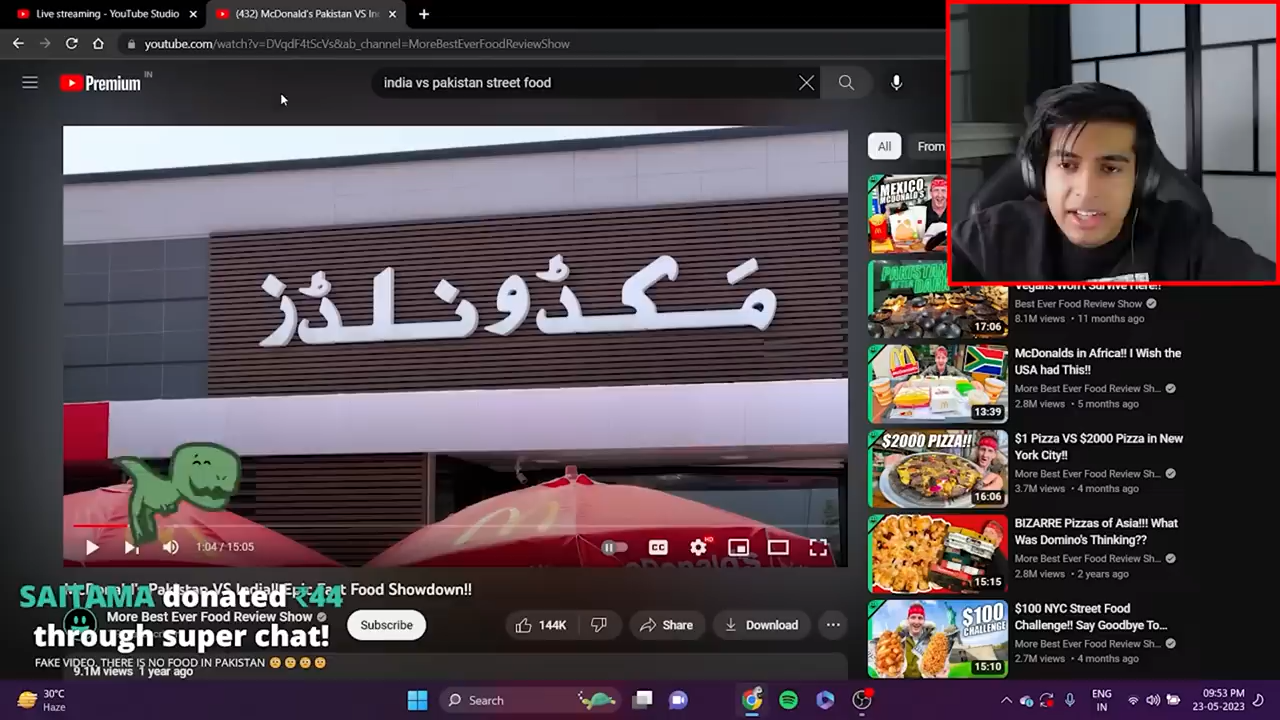 Live streaming - YouTube Studio
(432) McDonald's Pakistan VS In
youtube.com/watch?v=DVqdF4tScVs&ab_channel=MoreBestEverFoodReviewShow
Premium IN
india vs pakistan street food
مکڈونلڈز
1:04 / 15:05
CC
HD
McDonald's Pakistan VS India!! Epic Fast Food Showdown!!
SAITAMA donated ₹44
through super chat!
FAKE VIDEO, THERE IS NO FOOD IN PAKISTAN
More Best Ever Food Review Show
Subscribe
144K
Share
Download
9.1M views 1 year ago
All
From
MEXICO
MCDONALD'S
PAKISTAN
Vegans Won't Survive Here!!
Best Ever Food Review Show
8.1M views • 11 months ago
17:06
McDonalds in Africa!! I Wish the
USA had This!!
More Best Ever Food Review Sh...
2.8M views • 5 months ago
13:39
$2000 PIZZA!!
$1 Pizza VS $2000 Pizza in New
York City!!
More Best Ever Food Review Sh...
3.7M views • 4 months ago
16:06
BIZARRE Pizzas of Asia!!! What
Was Domino's Thinking??
More Best Ever Food Review Sh...
2.8M views • 2 years ago
15:15
$100
CHALLENGE
$100 NYC Street Food
Challenge!! Say Goodbye To...
More Best Ever Food Review Sh...
2.7M views • 4 months ago
15:10
30°C
Haze
Search
ENG
IN
09:53 PM
23-05-2023